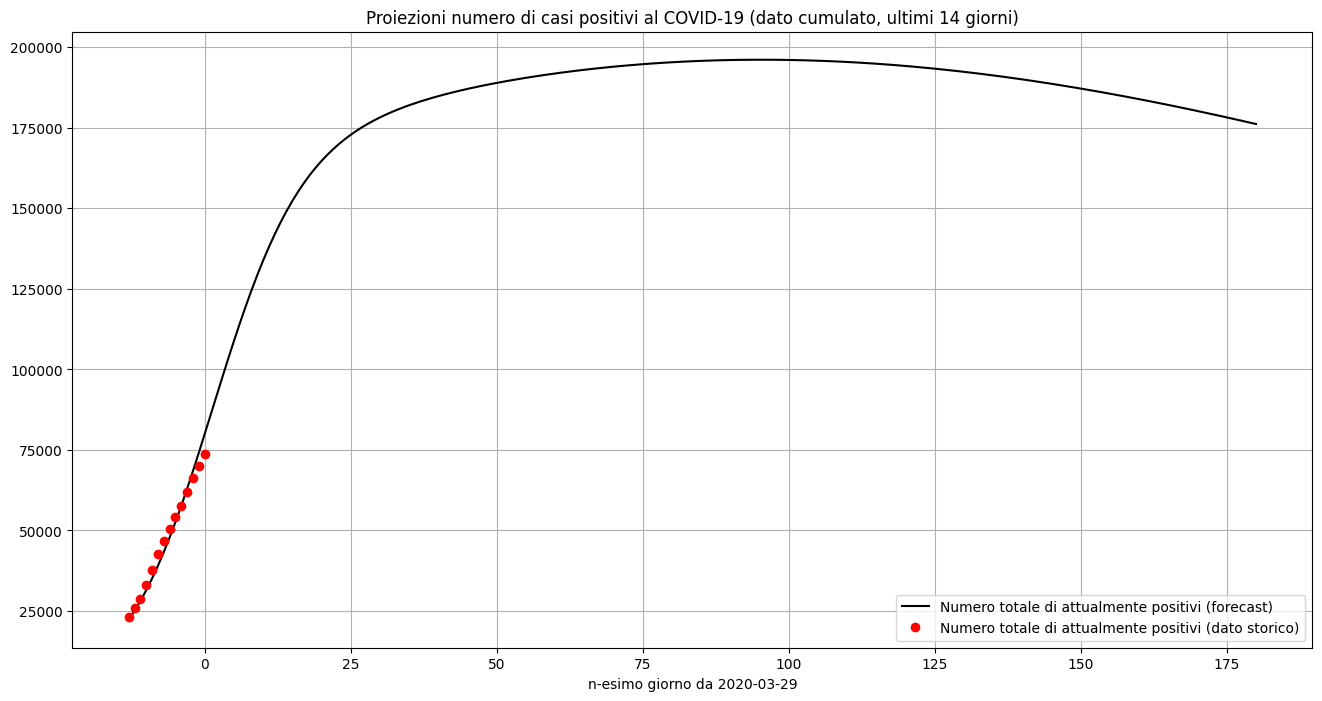 Proiezioni numero di casi positivi al COVID-19 (dato cumulato, ultimi 14 giorni)
200000
175000
150000
125000
100000
75000
50000
25000
Numero totale di attualmente positivi (forecast)
Numero totale di attualmente positivi (dato storico)
0 25 50 75 100 125 150 175
n-esimo giorno da 2020-03-29